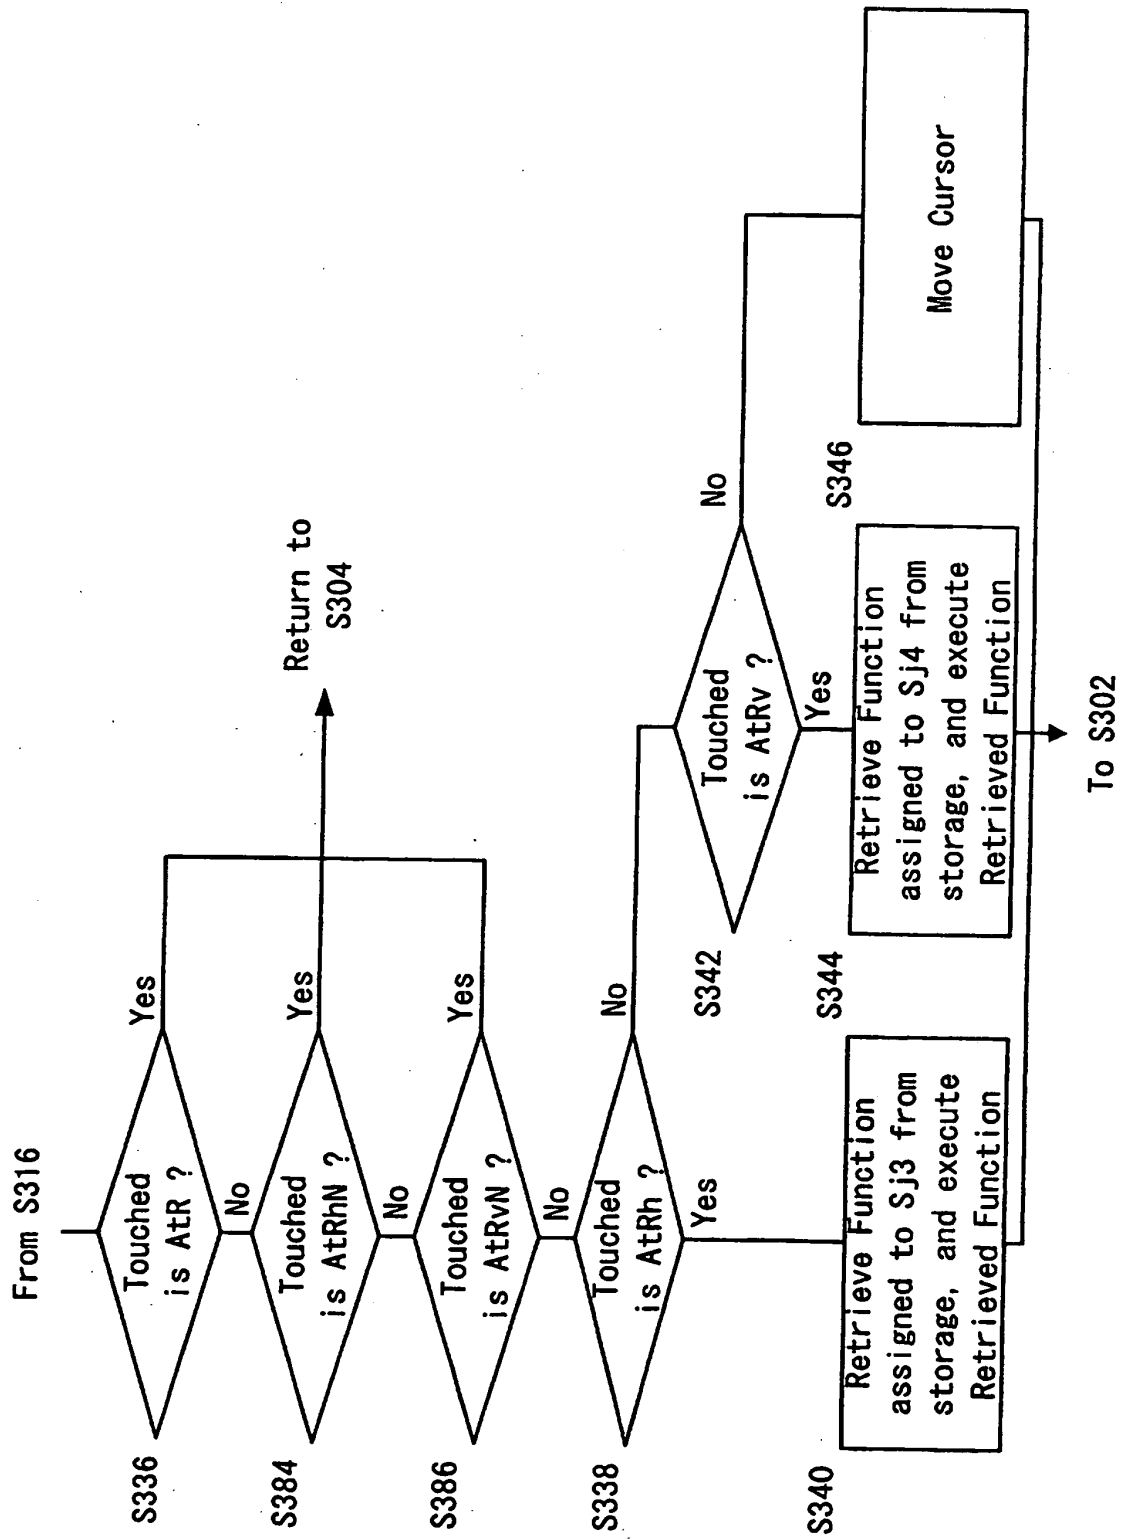 From S316
S336
Touched
is AtR ?
Yes
No
S384
Touched
is AtRhN ?
Yes
Return to
S304
No
S386
Touched
is AtRvN ?
Yes
No
S338
Touched
is AtRh ?
No
Yes
S342
Touched
is AtRv ?
No
Yes
S340
Retrieve Function
assigned to Sj3 from
storage, and execute
Retrieved Function
S344
Retrieve Function
assigned to Sj4 from
storage, and execute
Retrieved Function
S346
Move Cursor
To S302